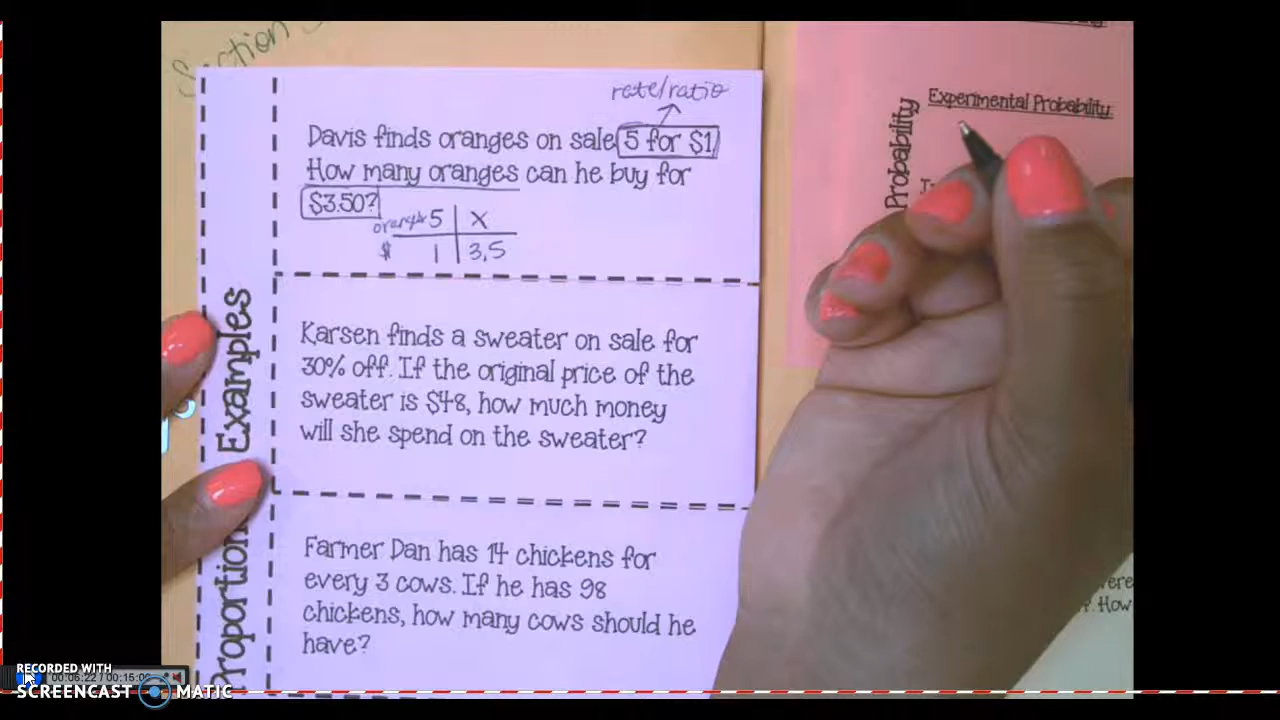 Section
rate/ratio
Davis finds oranges on sale 5 for $1.
How many oranges can he buy for
$3.50?
oranges 5 X
$ 1 3.5
Karsen finds a sweater on sale for
30% off. If the original price of the
sweater is $48, how much money
will she spend on the sweater?
Farmer Dan has 14 chickens for
every 3 cows. If he has 98
chickens, how many cows should he
have?
Proportion Examples
Experimental Probability
Probability
How
RECORDED WITH
SCREENCAST MATIC